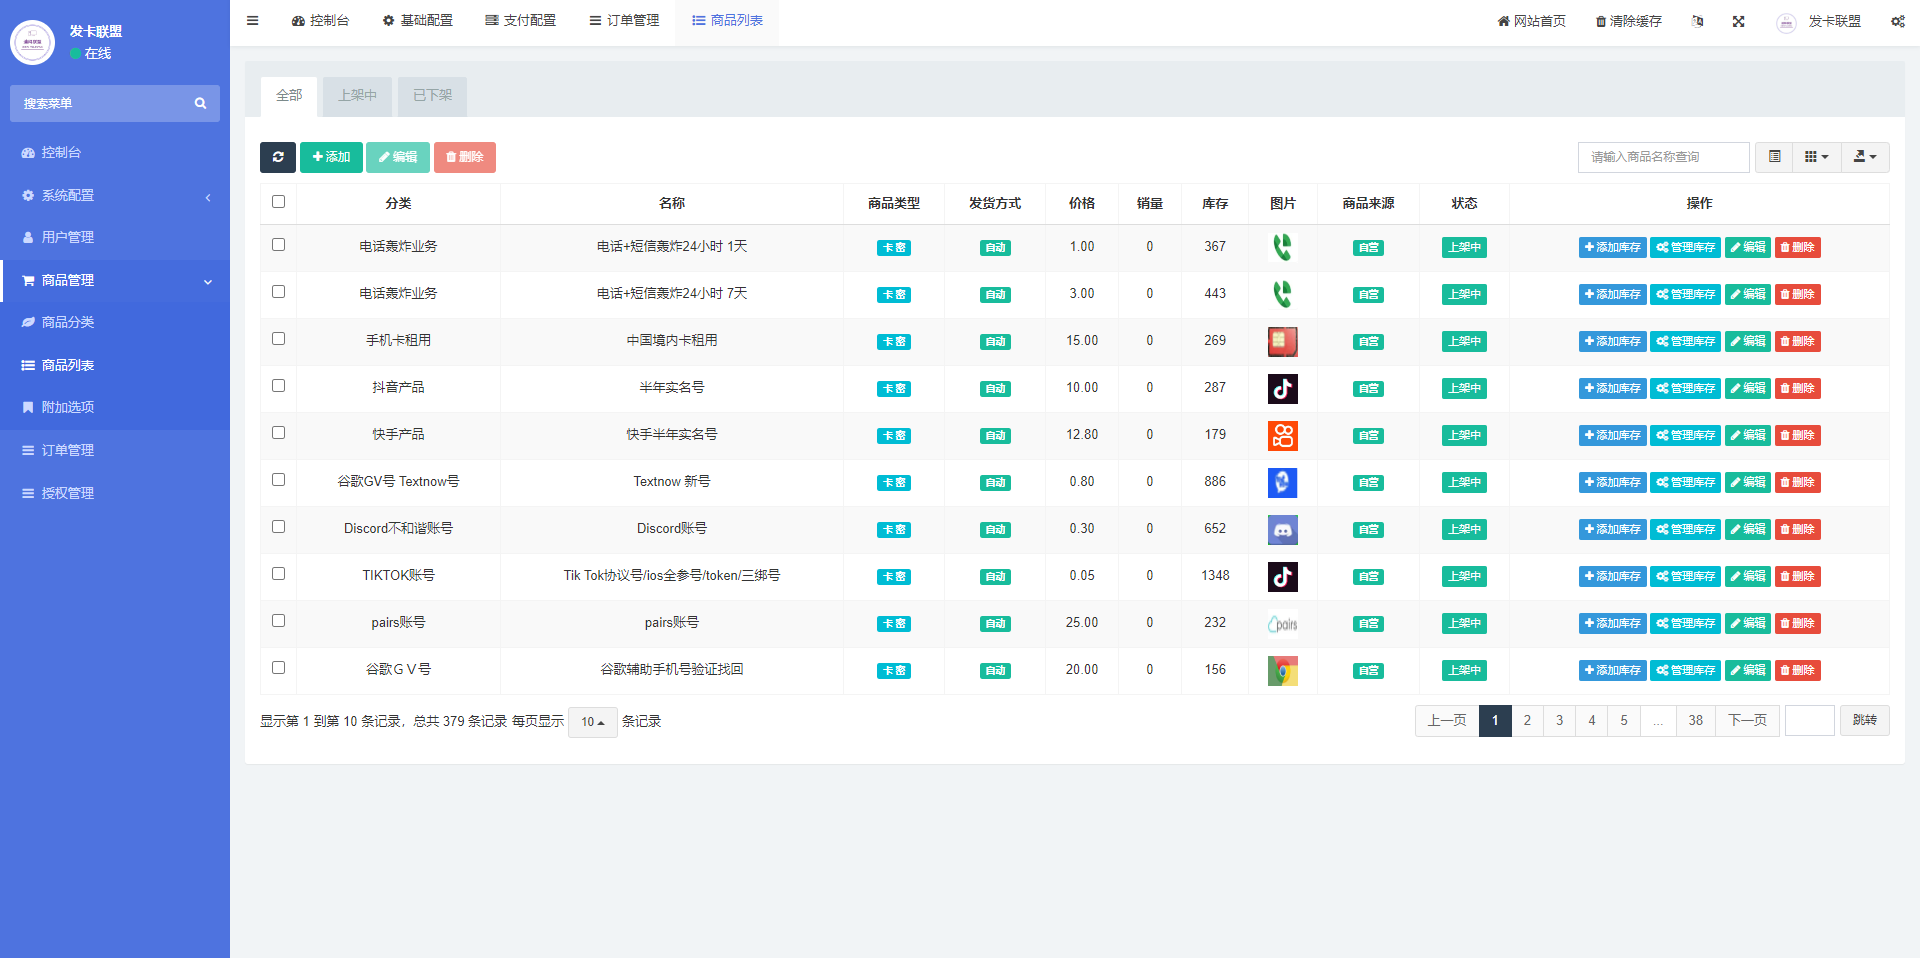 发卡联盟
在线
控制台
基础配置
支付配置
订单管理
商品列表
网站首页
清除缓存
发卡联盟
搜索菜单
控制台
系统配置
用户管理
商品管理
商品分类
商品列表
附加选项
订单管理
授权管理
全部 上架中 已下架
添加 编辑 删除 请输入商品名称查询
分类 名称 商品类型 发货方式 价格 销量 库存 图片 商品来源 状态 操作
电话轰炸业务 电话+短信轰炸24小时 1天 卡密 自动 1.00 0 367 自营 上架中 添加库存 管理库存 编辑 删除
电话轰炸业务 电话+短信轰炸24小时 7天 卡密 自动 3.00 0 443 自营 上架中 添加库存 管理库存 编辑 删除
手机卡租用 中国境内卡租用 卡密 自动 15.00 0 269 自营 上架中 添加库存 管理库存 编辑 删除
抖音产品 半年实名号 卡密 自动 10.00 0 287 自营 上架中 添加库存 管理库存 编辑 删除
快手产品 快手半年实名号 卡密 自动 12.80 0 179 自营 上架中 添加库存 管理库存 编辑 删除
谷歌GV号 Textnow号 Textnow 新号 卡密 自动 0.80 0 886 自营 上架中 添加库存 管理库存 编辑 删除
Discord不和谐账号 Discord账号 卡密 自动 0.30 0 652 自营 上架中 添加库存 管理库存 编辑 删除
TIKTOK账号 Tik Tok协议号/ios全参号/token/三绑号 卡密 自动 0.05 0 1348 自营 上架中 添加库存 管理库存 编辑 删除
pairs账号 pairs账号 卡密 自动 25.00 0 232 pairs 自营 上架中 添加库存 管理库存 编辑 删除
谷歌ＧＶ号 谷歌辅助手机号验证找回 卡密 自动 20.00 0 156 自营 上架中 添加库存 管理库存 编辑 删除
显示第 1 到第 10 条记录，总共 379 条记录 每页显示 10 条记录
上一页 1 2 3 4 5 ... 38 下一页 跳转